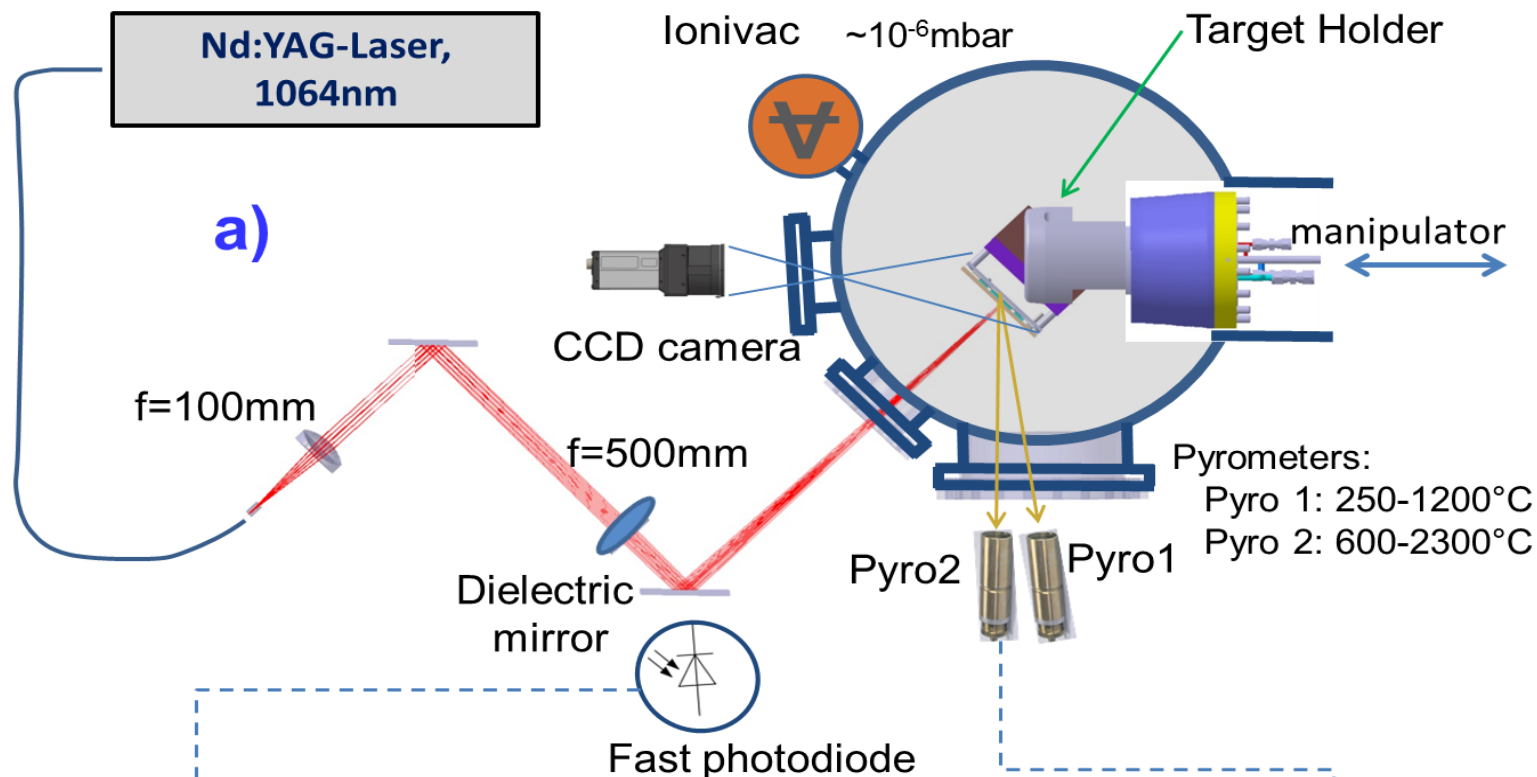 Nd:YAG-Laser,
1064nm
Ionivac ~10⁻⁶mbar
Target Holder
a)
manipulator
CCD camera
f=100mm
f=500mm
Pyrometers:
Pyro 1: 250-1200°C
Pyro 2: 600-2300°C
Pyro2
Pyro1
Dielectric
mirror
Fast photodiode